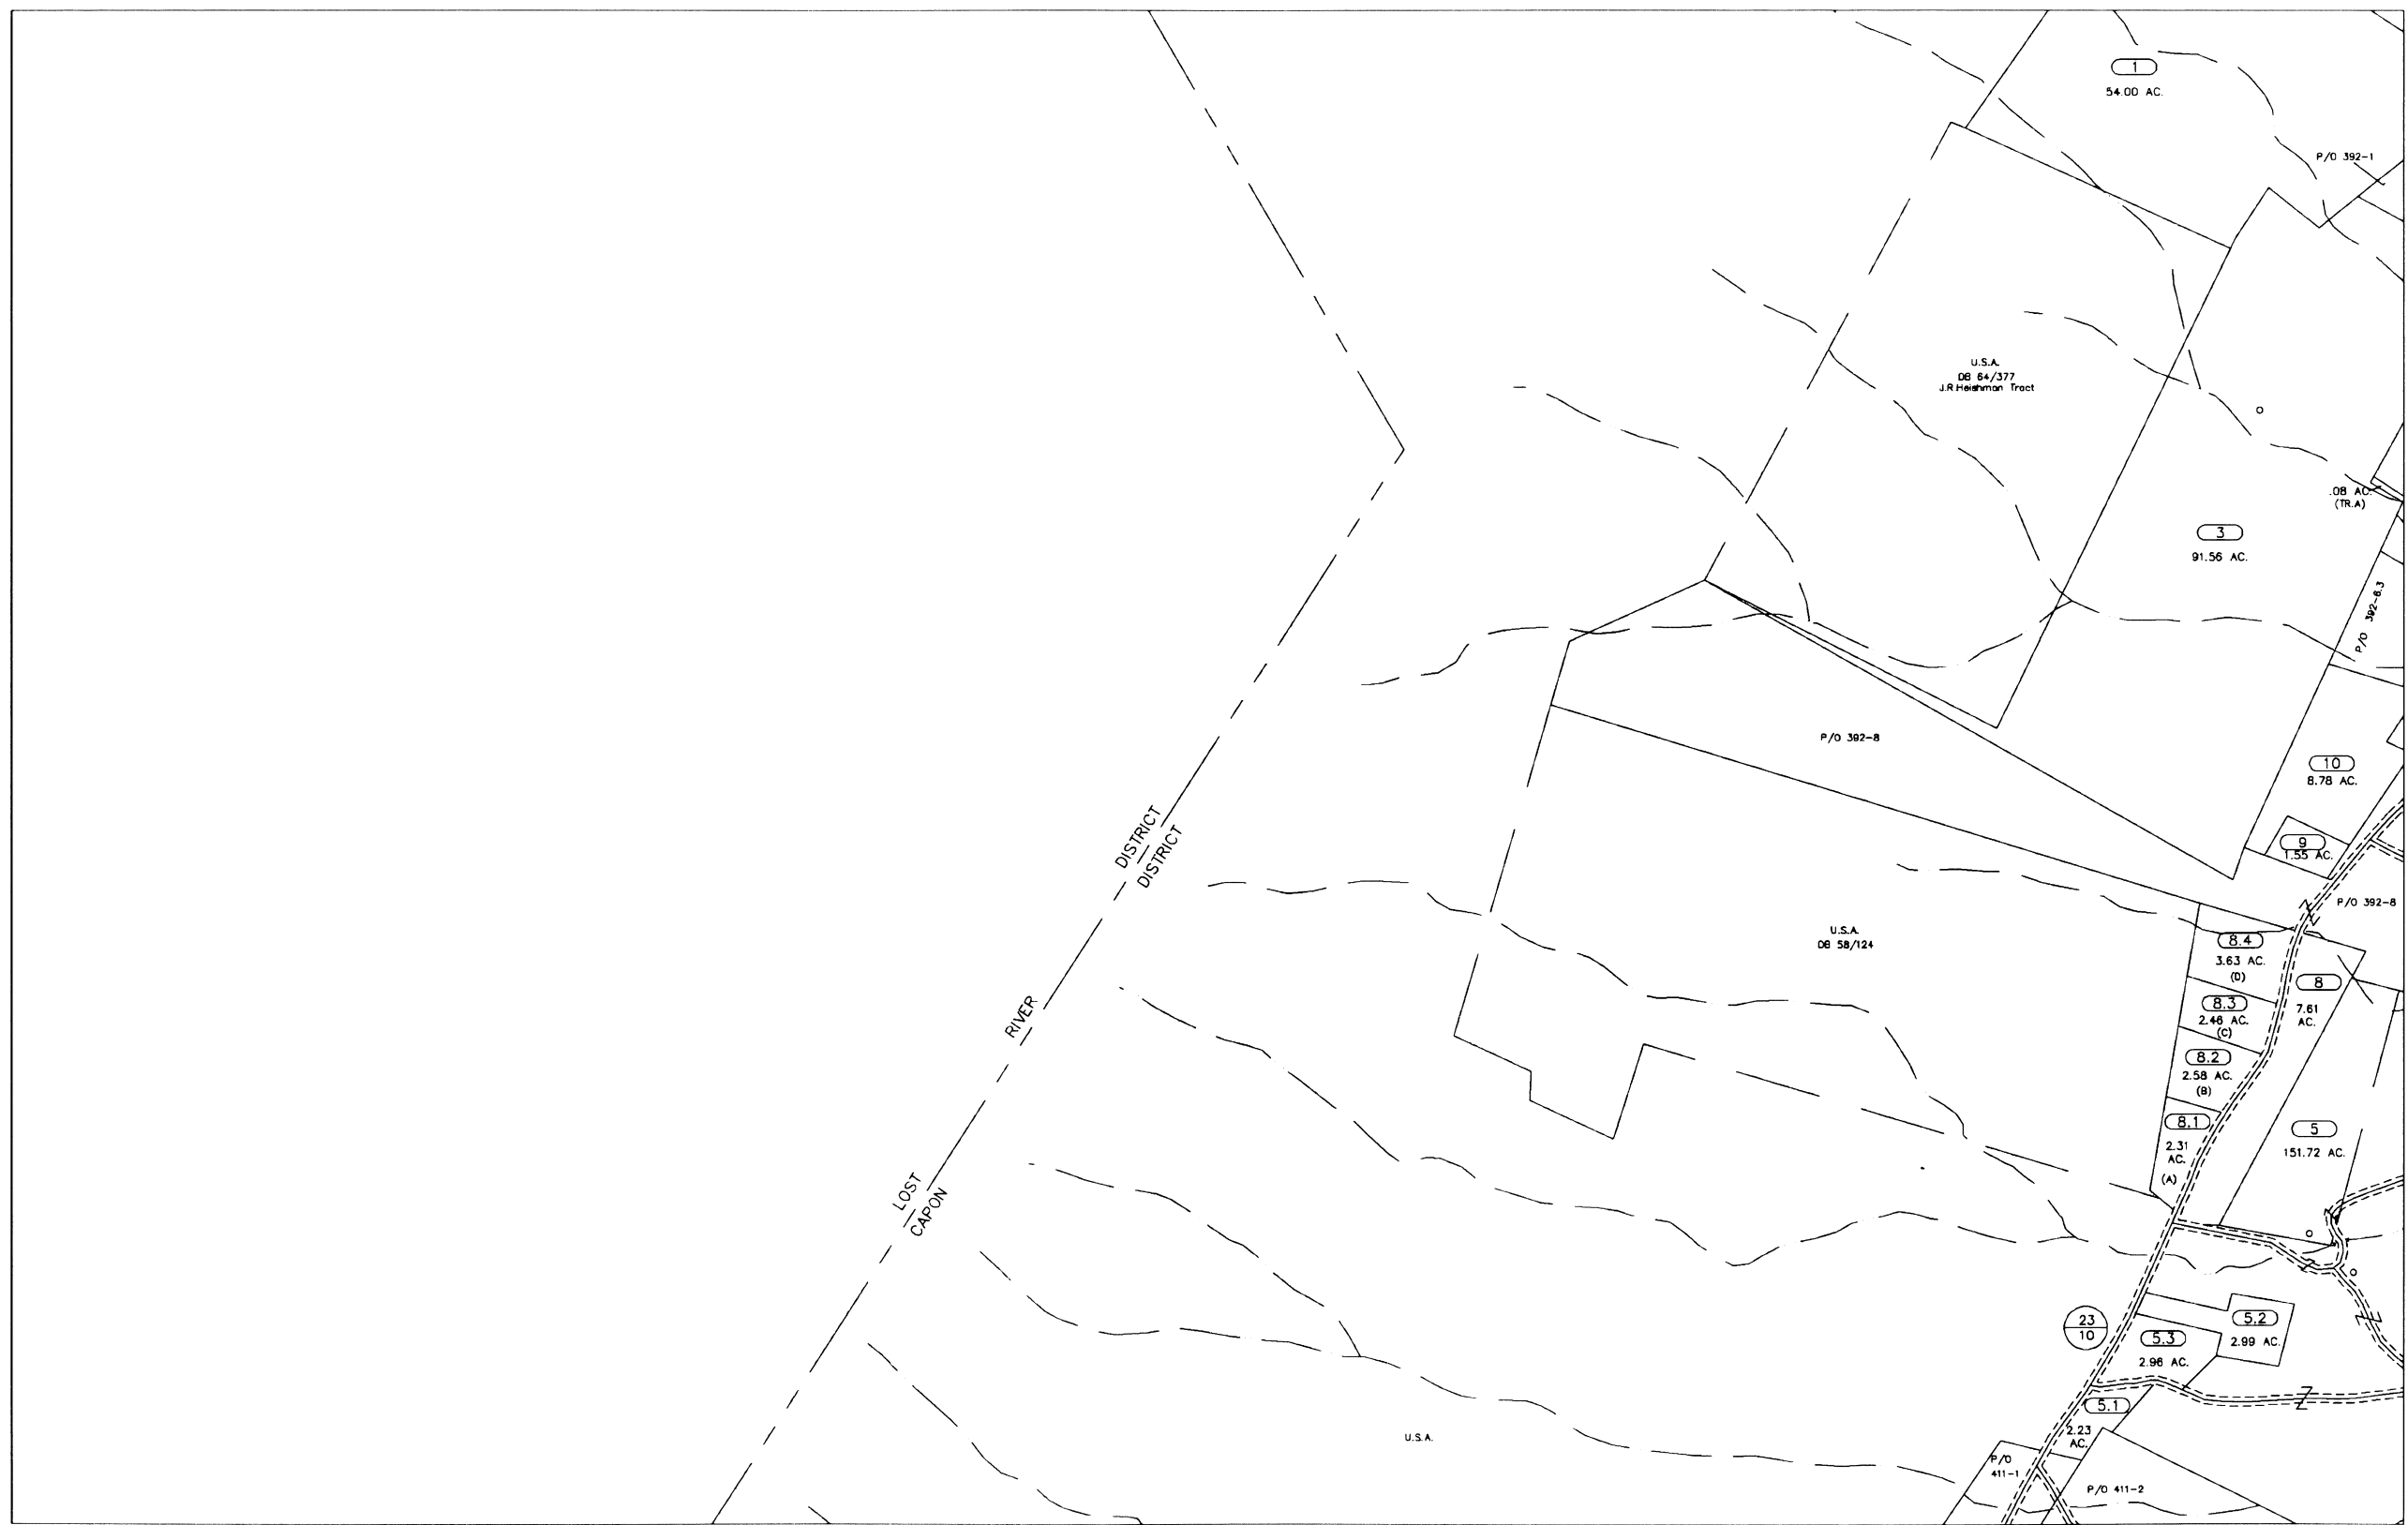 1
54.00 AC.
P/O 392-1
U.S.A.
DB 64/377
J.R.Heishman Tract
.08 AC.
(TR.A)
3
91.56 AC.
P/O 392-6.3
P/O 392-8
10
8.78 AC.
9
1.55 AC.
DISTRICT
DISTRICT
P/O 392-8
U.S.A.
DB 58/124
8.4
3.63 AC.
(D)
8
7.61
AC.
8.3
2.46 AC.
(C)
RIVER
8.2
2.58 AC.
(B)
8.1
2.31
AC.
(A)
5
151.72 AC.
LOST
CAPON
23
10
5.2
2.99 AC.
5.3
2.96 AC.
5.1
2.23
AC.
U.S.A.
P/O
411-1
P/O 411-2